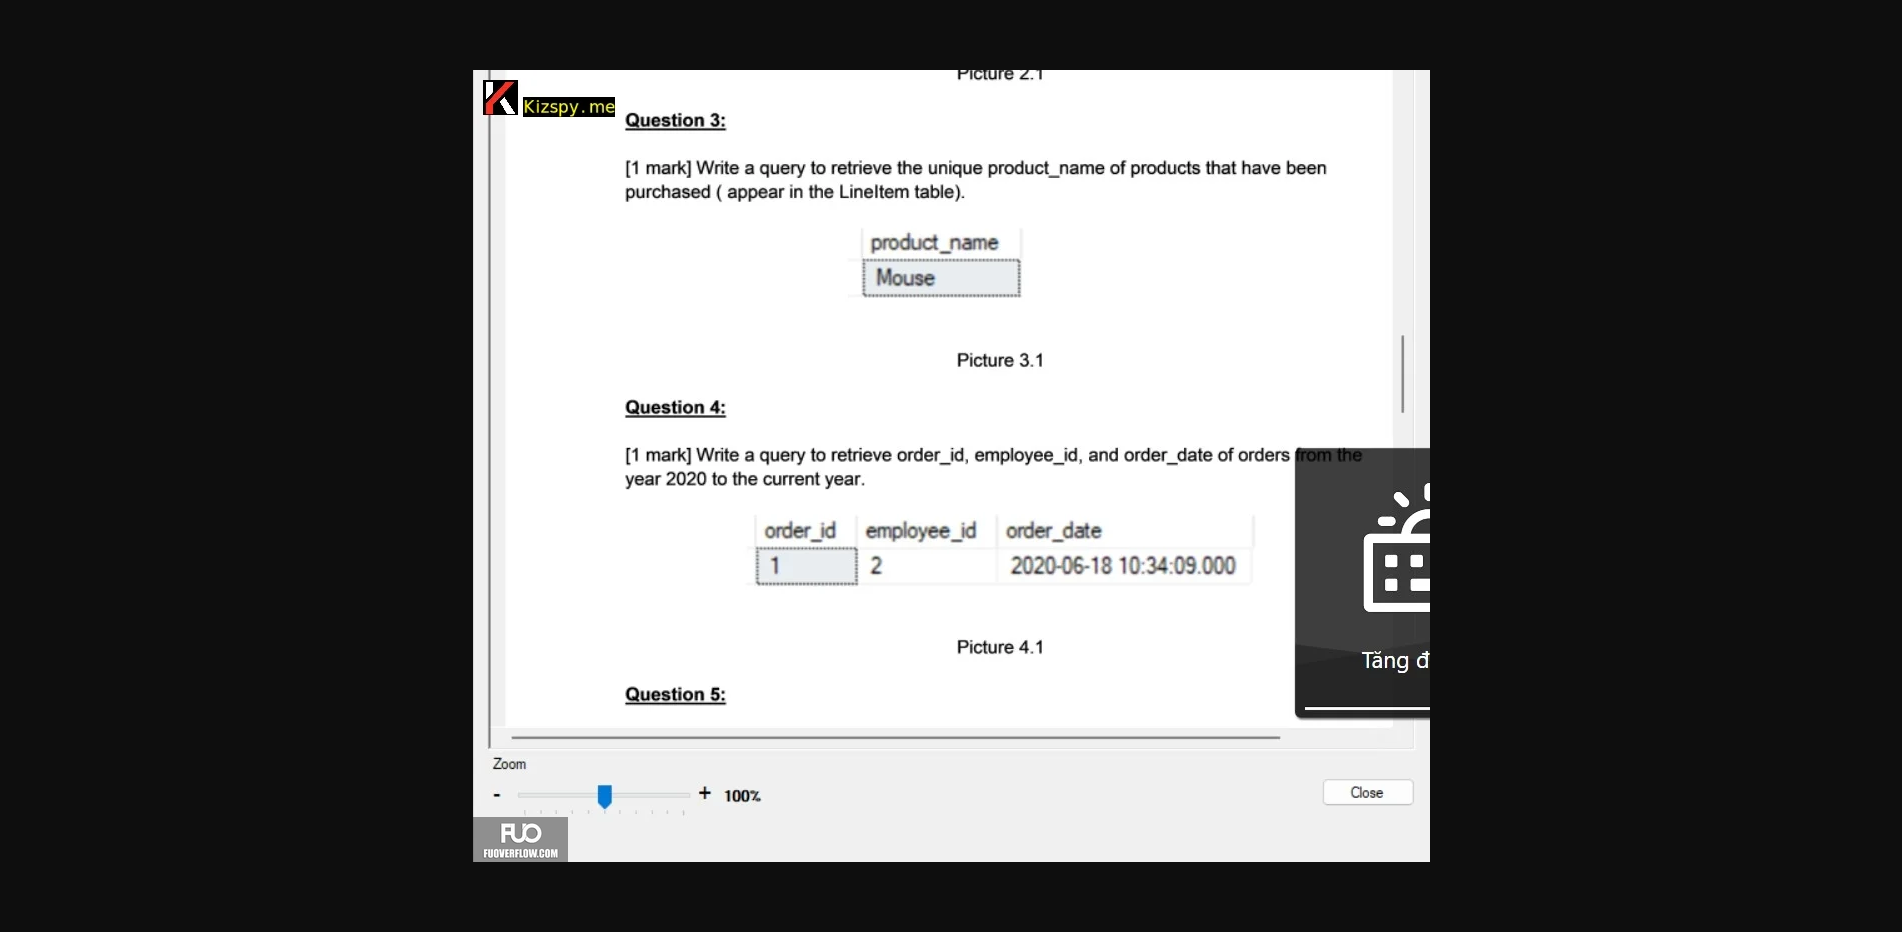 Picture 2.1
Kizspy.me
Question 3:
[1 mark] Write a query to retrieve the unique product_name of products that have been
purchased ( appear in the LineItem table).
product_name
Mouse
Picture 3.1
Question 4:
[1 mark] Write a query to retrieve order_id, employee_id, and order_date of orders from the
year 2020 to the current year.
order_id employee_id order_date
1 2 2020-06-18 10:34:09.000
Picture 4.1
Tăng đ
Question 5:
Zoom
- + 100%
Close
FUO
FUOVERFLOW.COM